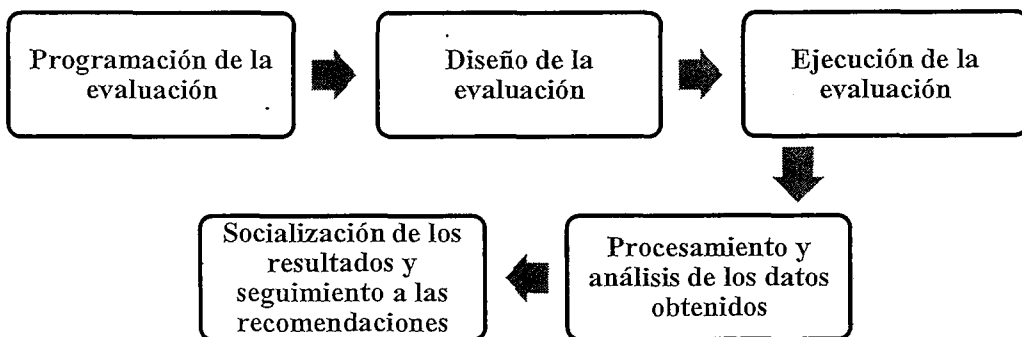 Programación de la
evaluación
Diseño de la
evaluación
Ejecución de la
evaluación
Procesamiento y
análisis de los datos
obtenidos
Socialización de los
resultados y
seguimiento a las
recomendaciones